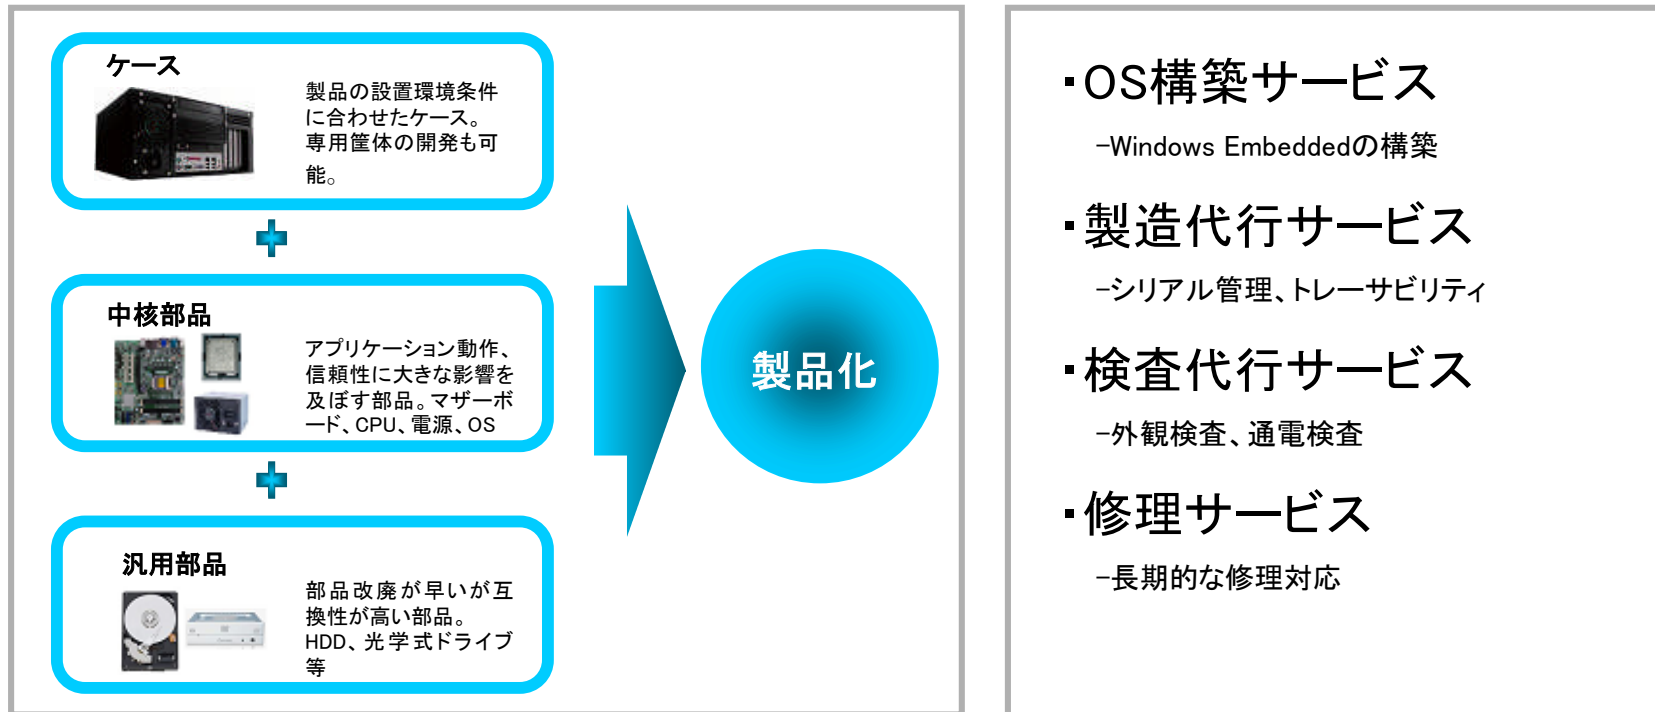 ケース
製品の設置環境条件
に合わせたケース。
専用筐体の開発も可
能。
中核部品
アプリケーション動作、
信頼性に大きな影響を
及ぼす部品。マザーボ
ード、CPU、電源、OS
汎用部品
部品改廃が早いが互
換性が高い部品。
HDD、光学式ドライブ
等
製品化
・OS構築サービス
-Windows Embeddedの構築
・製造代行サービス
-シリアル管理、トレーサビリティ
・検査代行サービス
-外観検査、通電検査
・修理サービス
-長期的な修理対応